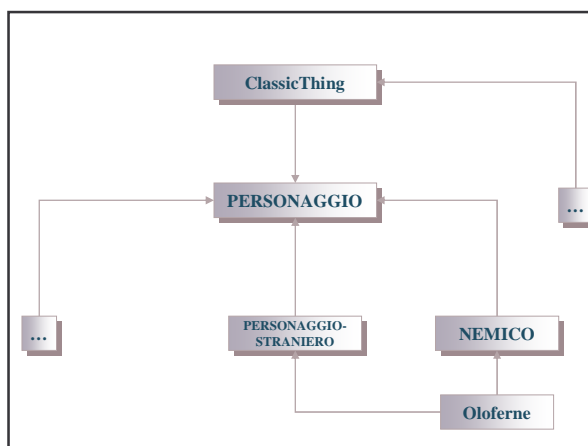 ClassicThing
PERSONAGGIO
...
...
PERSONAGGIO-
STRANIERO
NEMICO
Oloferne